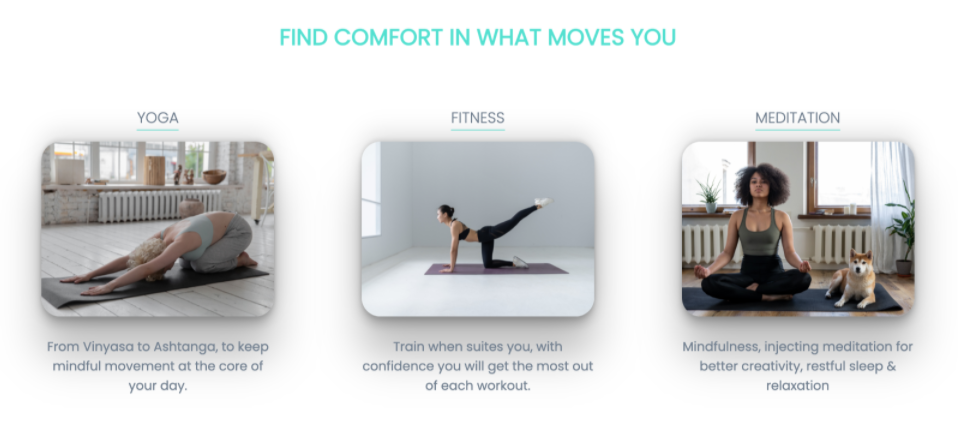 FIND COMFORT IN WHAT MOVES YOU
YOGA
From Vinyasa to Ashtanga, to keep
mindful movement at the core of
your day.
FITNESS
Train when suites you, with
confidence you will get the most out
of each workout.
MEDITATION
Mindfulness, injecting meditation for
better creativity, restful sleep &
relaxation